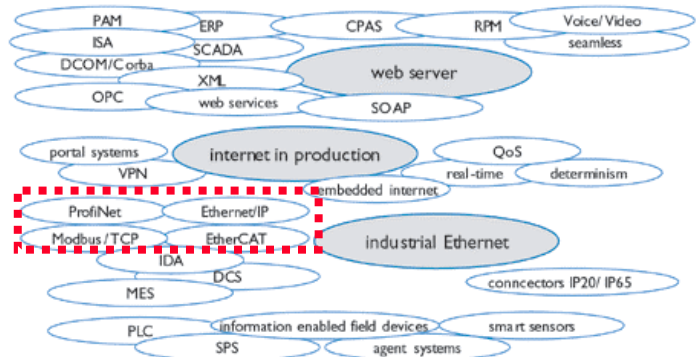 PAM
ERP
CPAS
RPM
Voice/Video
ISA
SCADA
seamless
DCOM/Corba
XML
web server
OPC
web services
SOAP
portal systems
internet in production
QoS
VPN
real-time
determinism
embedded internet
ProfiNet
Ethernet/IP
Modbus/TCP
EtherCAT
industrial Ethernet
IDA
DCS
conncectors IP20/ IP65
MES
PLC
information enabled field devices
smart sensors
SPS
agent systems